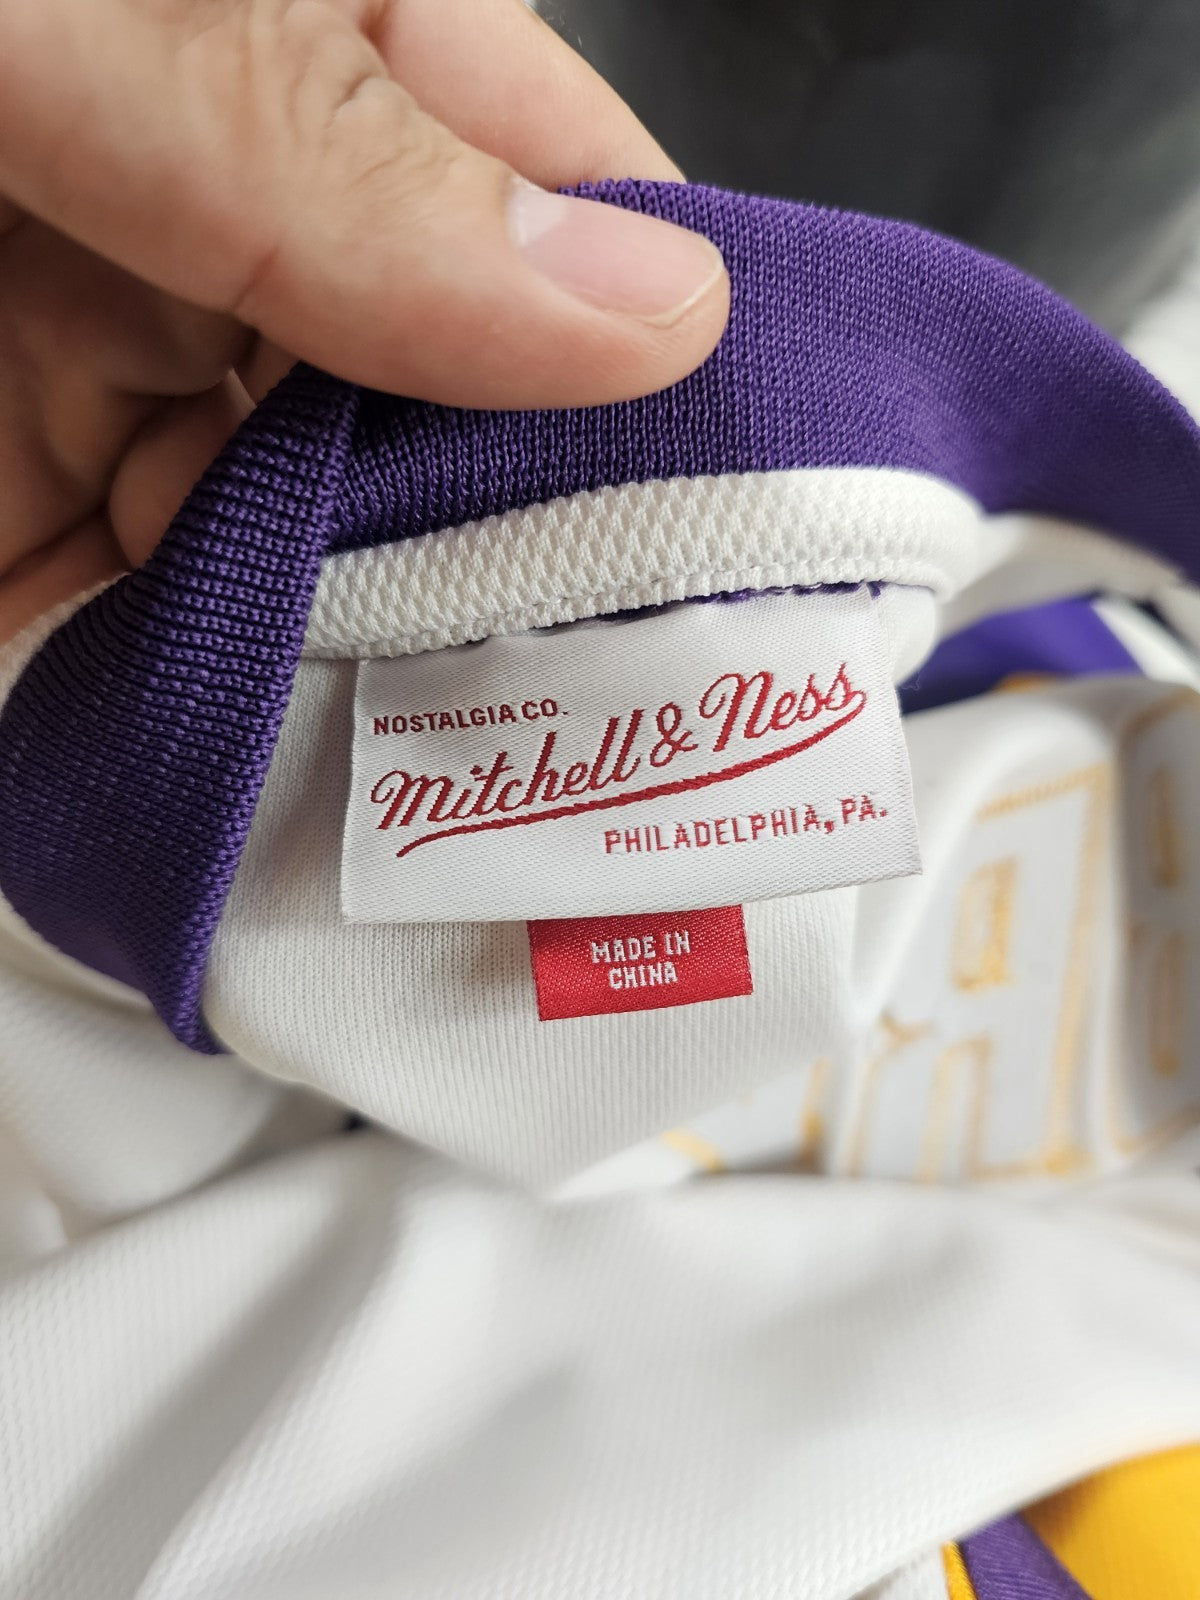 NOSTALGIA CO.
Mitchell & Ness
PHILADELPHIA, PA.
MADE IN
CHINA